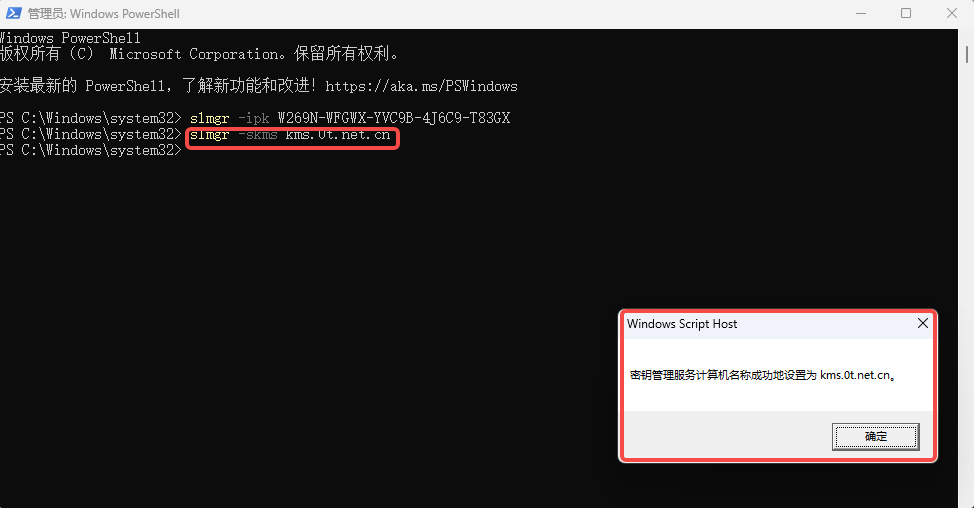 管理员: Windows PowerShell
Windows PowerShell
版权所有 (C) Microsoft Corporation。保留所有权利。
安装最新的 PowerShell，了解新功能和改进！https://aka.ms/PSWindows
PS C:\Windows\system32> slmgr -ipk W269N-WFGWX-YVC9B-4J6C9-T83GX
PS C:\Windows\system32> slmgr -skms kms.0t.net.cn
PS C:\Windows\system32>
Windows Script Host
密钥管理服务计算机名称成功地设置为 kms.0t.net.cn。
确定